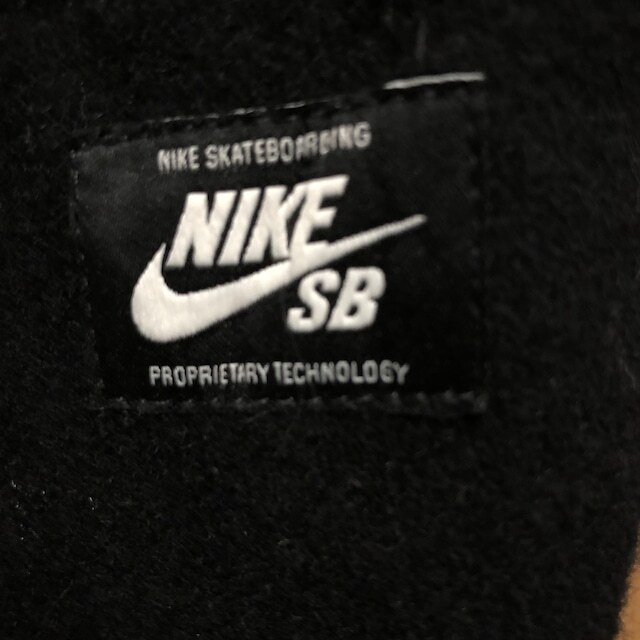 NIKE SKATEBOARDING
NIKE
SB
PROPRIETARY TECHNOLOGY